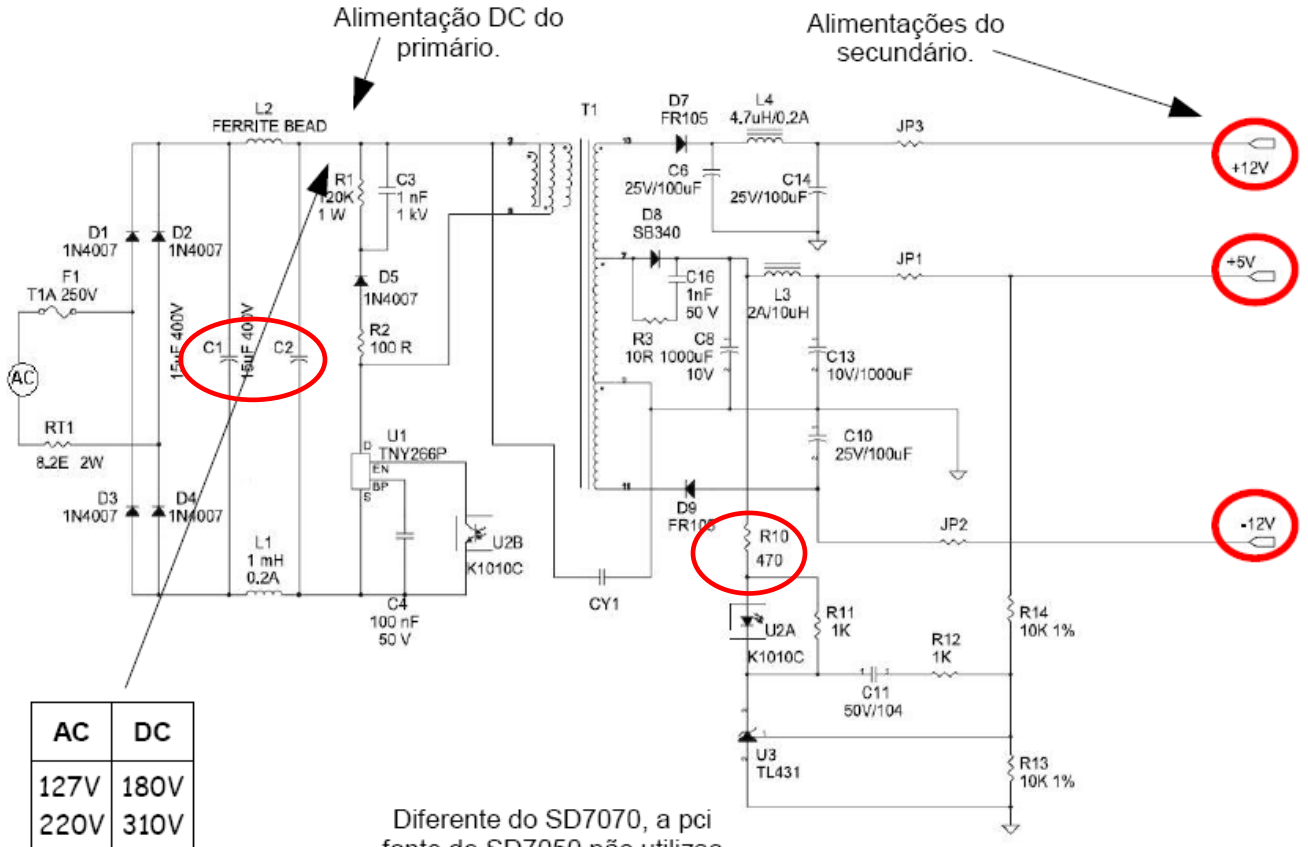 Alimentação DC do
primário.
Alimentações do
secundário.
L2
FERRITE BEAD
T1
D7
FR105
L4
4.7uH/0.2A
JP3
+12V
R1
120K
1 W
C3
1 nF
1 kV
C6
25V/100uF
C14
25V/100uF
D1
1N4007
D2
1N4007
D8
SB340
JP1
+5V
F1
T1A 250V
D5
1N4007
C16
1nF
50 V
L3
2A/10uH
15uF 400V
C1
15uF 400V
C2
R2
100 R
R3
10R
C8
1000uF
10V
C13
10V/1000uF
AC
RT1
8.2E 2W
U1
TNY266P
D
EN
BP
S
C10
25V/100uF
10
7
11
D3
1N4007
D4
1N4007
D9
R10
470
JP2
-12V
L1
1 mH
0.2A
U2B
K1010C
C4
100 nF
50 V
CY1
U2A
K1010C
R11
1K
R12
1K
R14
10K 1%
C11
50V/104
U3
TL431
R13
10K 1%
AC DC
127V 180V
220V 310V
Diferente do SD7070, a pci